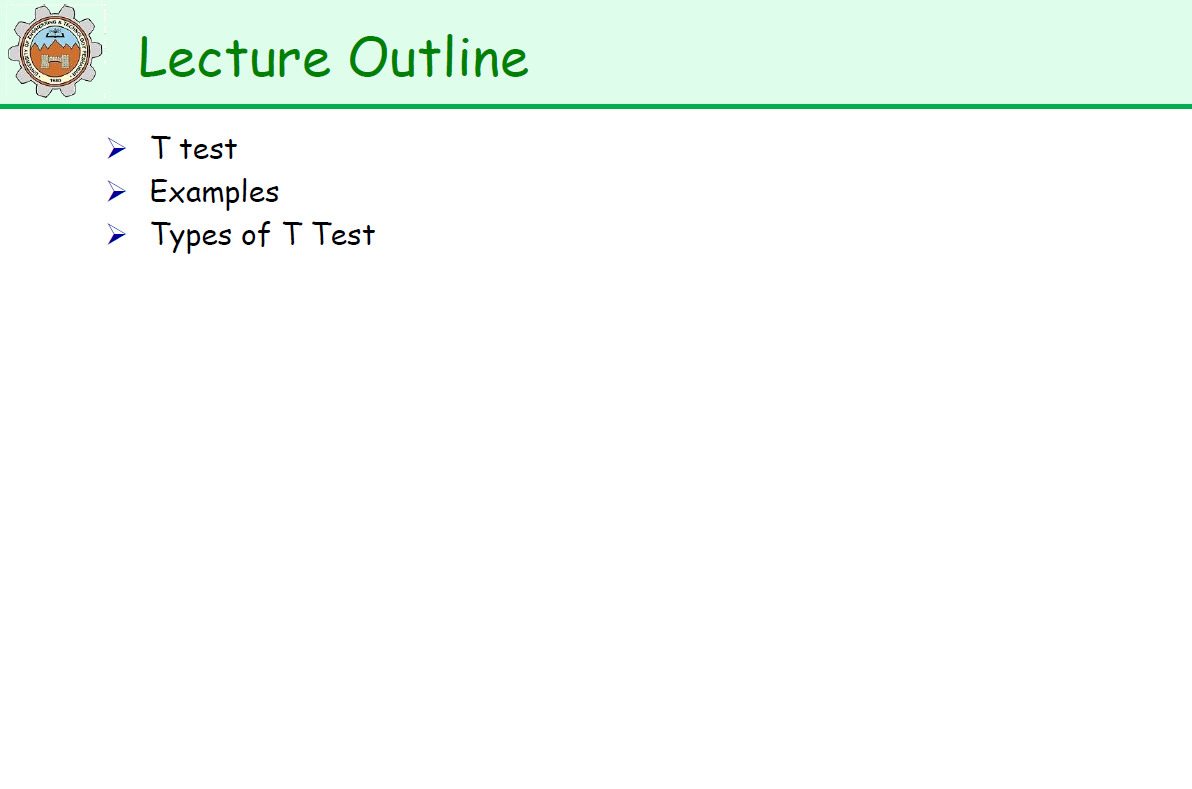 Lecture Outline
T test
Examples
Types of T Test